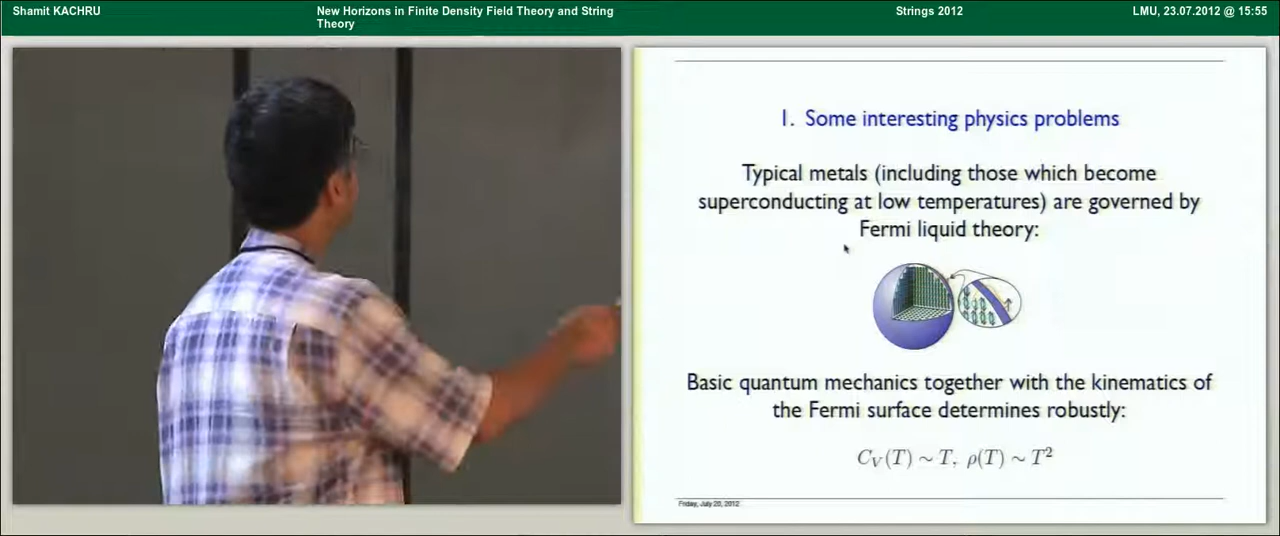 Shamit KACHRU
New Horizons in Finite Density Field Theory and String
Theory
Strings 2012
LMU, 23.07.2012 @ 15:55
1. Some interesting physics problems
Typical metals (including those which become
superconducting at low temperatures) are governed by
Fermi liquid theory:
Basic quantum mechanics together with the kinematics of
the Fermi surface determines robustly:
C_V(T) ∼ T, ρ(T) ∼ T²
Friday, July 20, 2012